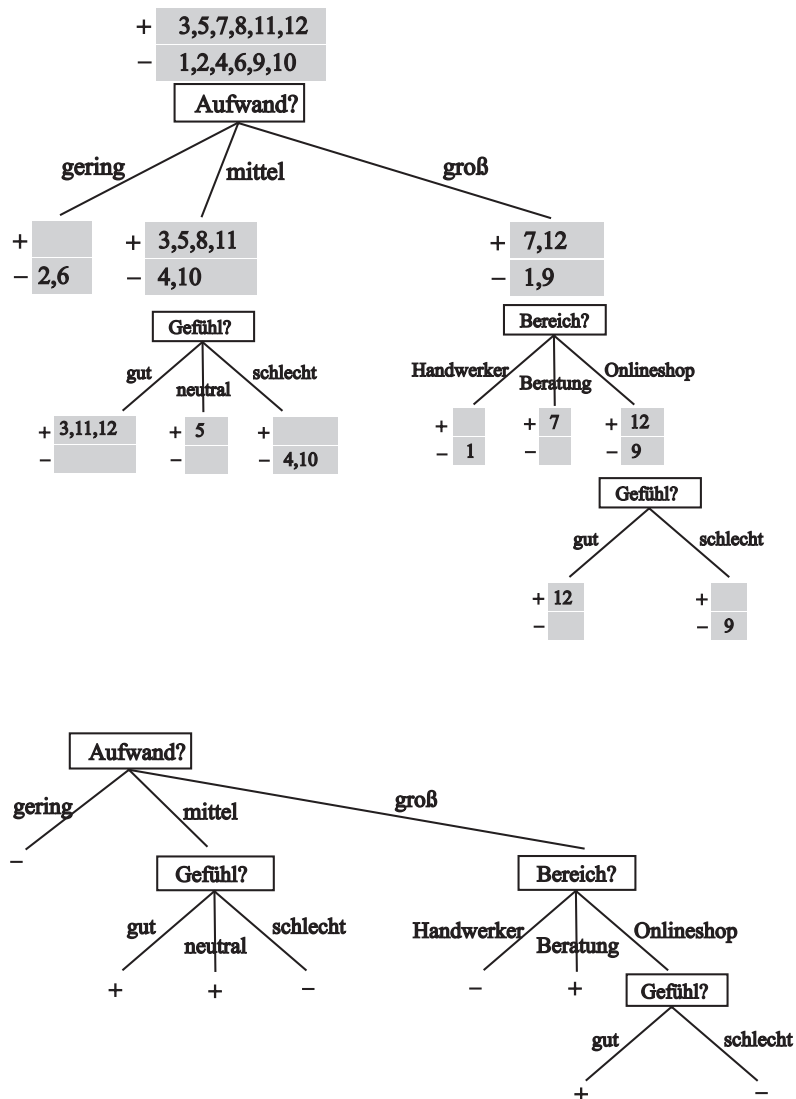 + 3,5,7,8,11,12
– 1,2,4,6,9,10
Aufwand?
gering mittel groß
+ + 3,5,8,11 + 7,12
– 2,6 – 4,10 – 1,9
Gefühl? Bereich?
gut neutral schlecht Handwerker Beratung Onlineshop
+ 3,11,12 + 5 + + + 7 + 12
– – – 4,10 – 1 – – 9
Gefühl?
gut schlecht
+ 12 +
– – 9
Aufwand?
gering mittel groß
–
Gefühl? Bereich?
gut neutral schlecht Handwerker Beratung Onlineshop
+ + – – + Gefühl?
gut schlecht
+ –